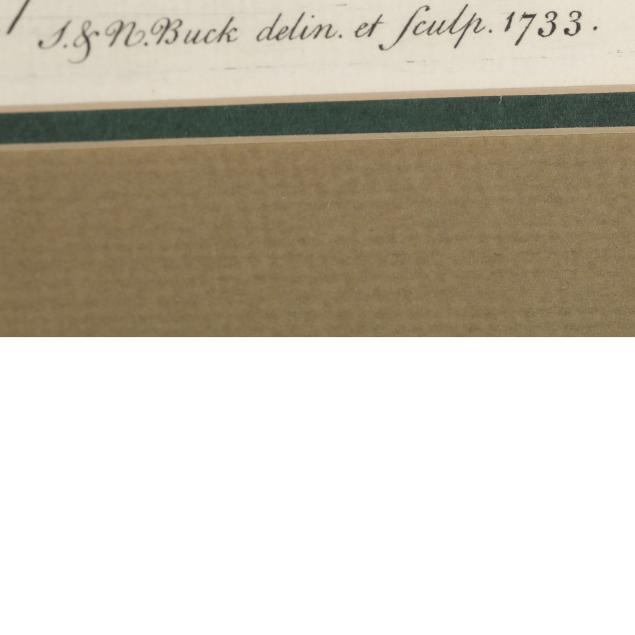 S. & N. Buck delin. et ſculp. 1733.